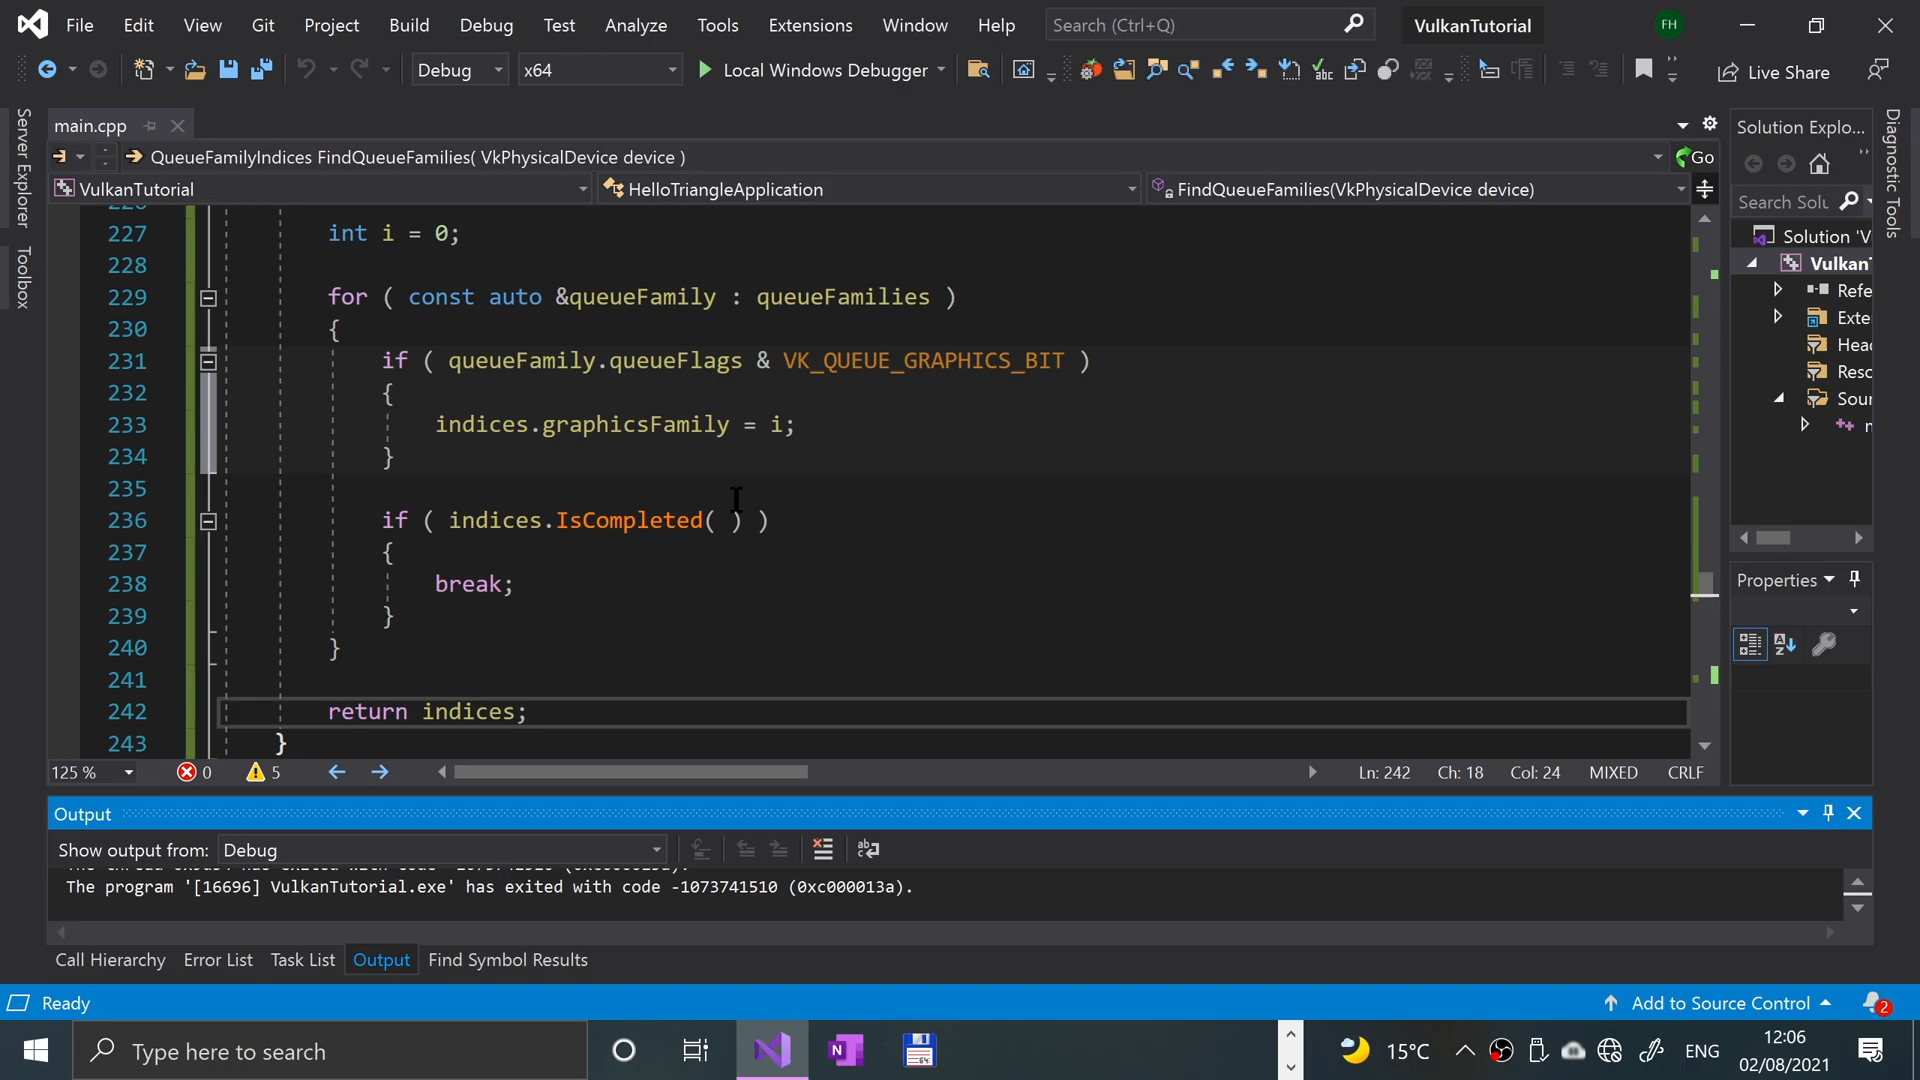 File Edit View Git Project Build Debug Test Analyze Tools Extensions Window Help Search (Ctrl+Q) VulkanTutorial FH
Debug x64 Local Windows Debugger Live Share
Server Explorer
Toolbox
main.cpp
QueueFamilyIndices FindQueueFamilies( VkPhysicalDevice device ) Go
VulkanTutorial HelloTriangleApplication FindQueueFamilies(VkPhysicalDevice device)
227 int i = 0;
228
229 for ( const auto &queueFamily : queueFamilies )
230 {
231 if ( queueFamily.queueFlags & VK_QUEUE_GRAPHICS_BIT )
232 {
233 indices.graphicsFamily = i;
234 }
235
236 if ( indices.IsCompleted( ) )
237 {
238 break;
239 }
240 }
241
242 return indices;
243 }
125 % 0 5 Ln: 242 Ch: 18 Col: 24 MIXED CRLF
Solution Explo...
Search Solu
Solution 'V
VulkanT
Refe
Exte
Head
Reso
Sour
Properties
Diagnostic Tools
Output
Show output from: Debug
The program '[16696] VulkanTutorial.exe' has exited with code -1073741510 (0xc000013a).
Call Hierarchy Error List Task List Output Find Symbol Results
Ready Add to Source Control 2
Type here to search N 64 15°C ENG 12:06
02/08/2021